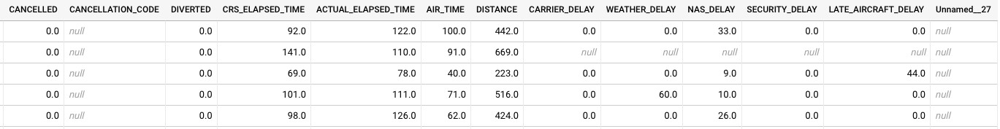 CANCELLED CANCELLATION_CODE DIVERTED CRS_ELAPSED_TIME ACTUAL_ELAPSED_TIME AIR_TIME DISTANCE CARRIER_DELAY WEATHER_DELAY NAS_DELAY SECURITY_DELAY LATE_AIRCRAFT_DELAY Unnamed__27
0.0 null 0.0 92.0 122.0 100.0 442.0 0.0 0.0 33.0 0.0 0.0 null
0.0 null 0.0 141.0 110.0 91.0 669.0 null null null null null null
0.0 null 0.0 69.0 78.0 40.0 223.0 0.0 0.0 9.0 0.0 44.0 null
0.0 null 0.0 101.0 111.0 71.0 516.0 0.0 60.0 10.0 0.0 0.0 null
0.0 null 0.0 98.0 126.0 62.0 424.0 0.0 0.0 26.0 0.0 0.0 null